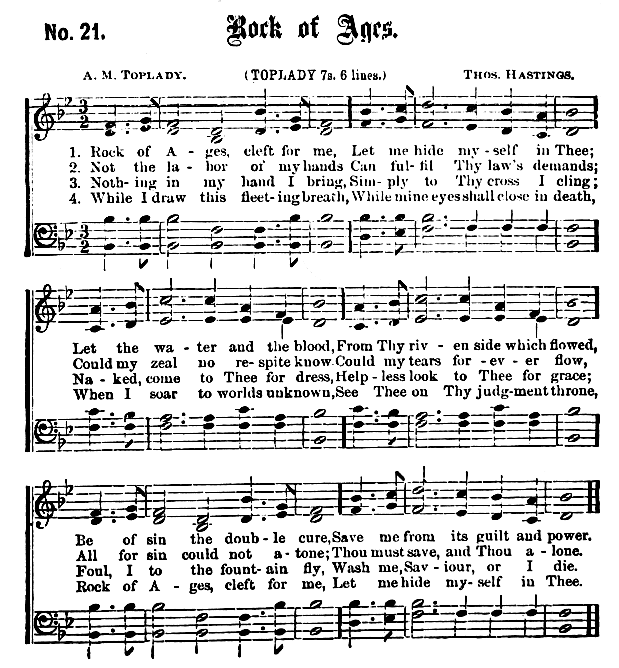 No. 21. Rock of Ages.
A. M. TOPLADY. (TOPLADY 7s. 6 lines.) THOS. HASTINGS.
1. Rock of A - ges, cleft for me, Let me hide my - self in Thee;
2. Not the la - bor of my hands Can ful - fil Thy law's demands;
3. Noth - ing in my hand I bring, Sim - ply to Thy cross I cling;
4. While I draw this fleet - ing breath, While mine eyes shall close in death,
Let the wa - ter and the blood, From Thy riv - en side which flowed,
Could my zeal no re - spite know. Could my tears for - ev - er flow,
Na - ked, come to Thee for dress, Help - less look to Thee for grace;
When I soar to worlds unknown, See Thee on Thy judg - ment throne,
Be of sin the doub - le cure, Save me from its guilt and power.
All for sin could not a - tone; Thou must save, and Thou a - lone.
Foul, I to the fount - ain fly, Wash me, Sav - iour, or I die.
Rock of A - ges, cleft for me, Let me hide my - self in Thee.